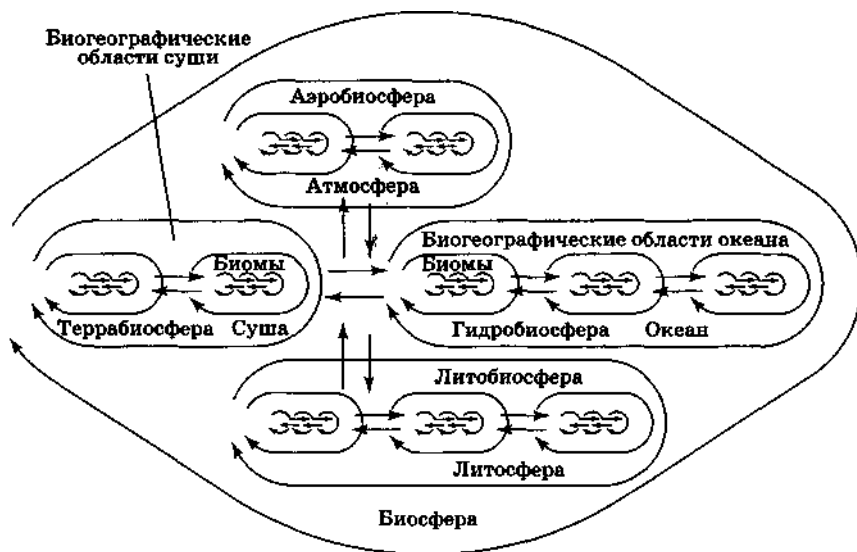 Биогеографические
области суши
Аэробиосфера
Атмосфера
Биогеографические области океана
Биомы
Биомы
Террабиосфера Суша
Гидробиосфера Океан
Литобиосфера
Литосфера
Биосфера